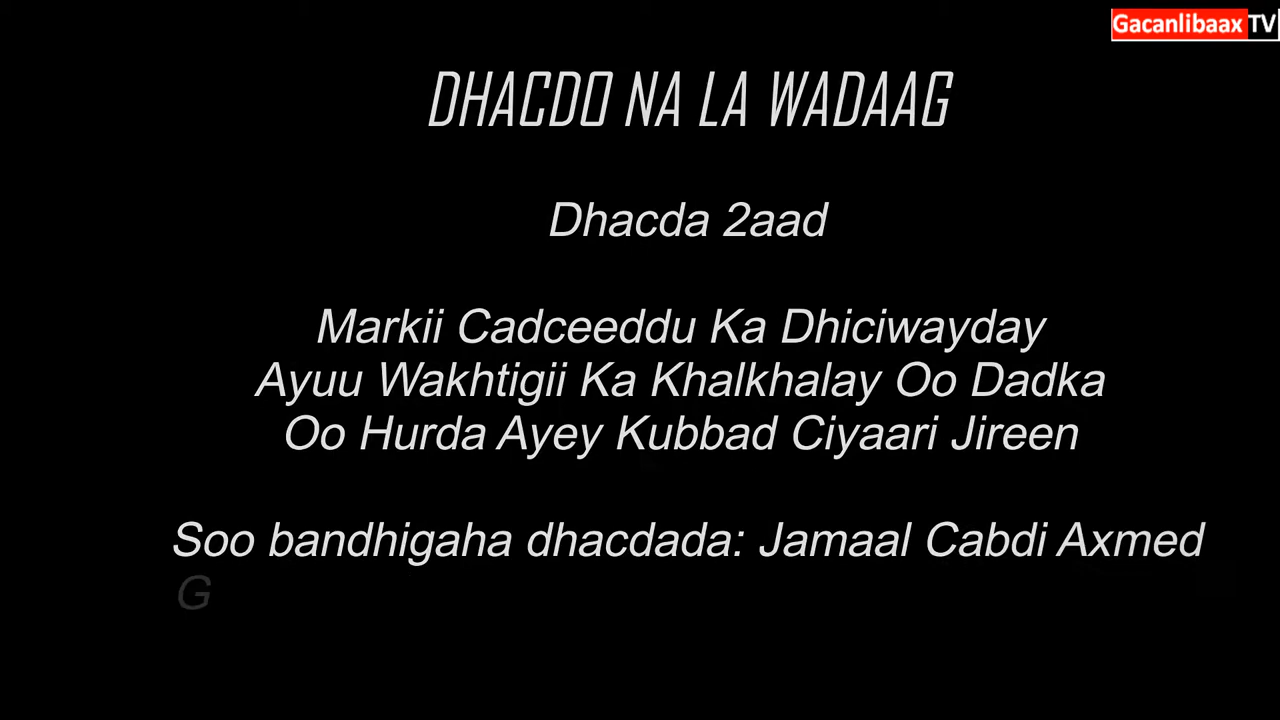 Gacanlibaax TV
DHACDO NA LA WADAAG
Dhacda 2aad
Markii Cadceeddu Ka Dhiciwayday
Ayuu Wakhtigii Ka Khalkhalay Oo Dadka
Oo Hurda Ayey Kubbad Ciyaari Jireen
Soo bandhigaha dhacdada: Jamaal Cabdi Axmed
G